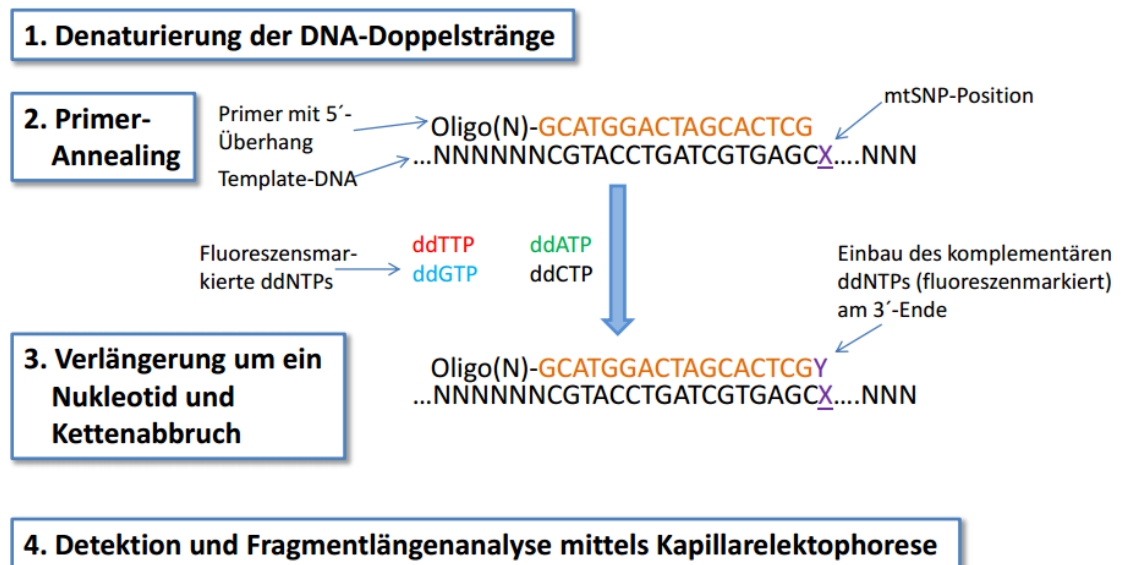 1. Denaturierung der DNA-Doppelstränge
2. Primer-
Annealing
Primer mit 5´-
Überhang
Template-DNA
mtSNP-Position
Oligo(N)-GCATGGACTAGCACTCG
...NNNNNNCGTACCTGATCGTGAGCX....NNN
Fluoreszensmar-
kierte ddNTPs
ddTTP ddATP
ddGTP ddCTP
Einbau des komplementären
ddNTPs (fluoreszenmarkiert)
am 3´-Ende
3. Verlängerung um ein
Nukleotid und
Kettenabbruch
Oligo(N)-GCATGGACTAGCACTCGY
...NNNNNNCGTACCTGATCGTGAGCX....NNN
4. Detektion und Fragmentlängenanalyse mittels Kapillarelektophorese